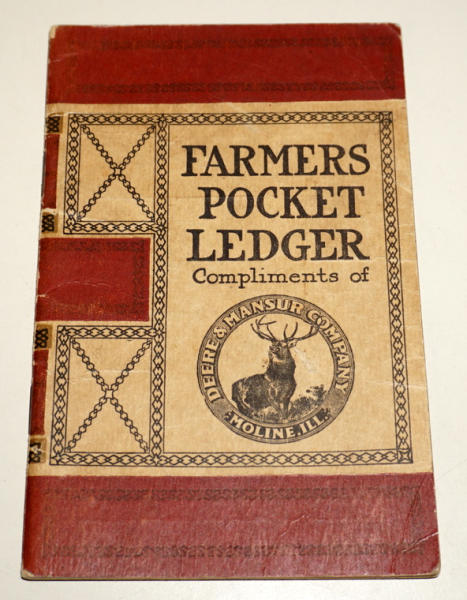 FARMERS
POCKET
LEDGER
Compliments of
DEERE & MANSUR COMPANY
MOLINE, ILL.